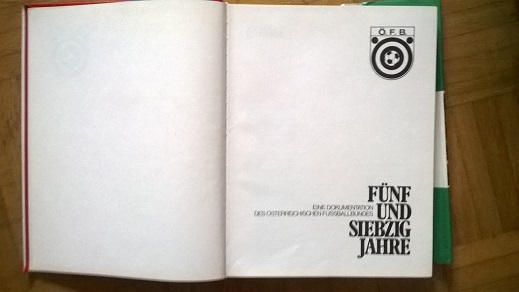 Ö.F.B.
EINE DOKUMENTATION
DES ÖSTERREICHISCHEN FUSSBALLBUNDES
FÜNF
UND
SIEBZIG
JAHRE